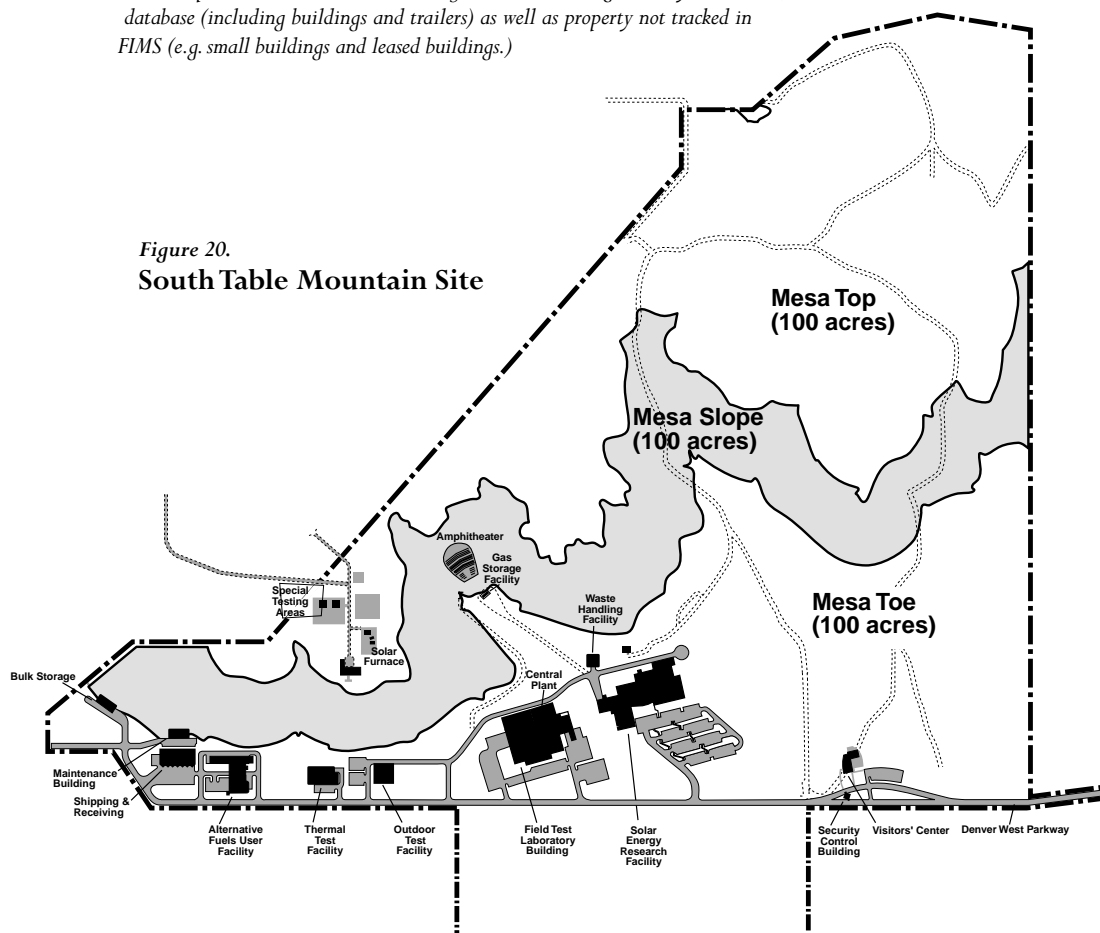 database (including buildings and trailers) as well as property not tracked in
FIMS (e.g. small buildings and leased buildings.)
Figure 20.
South Table Mountain Site
Mesa Top
(100 acres)
Mesa Slope
(100 acres)
Amphitheater
Gas
Storage
Facility
Special
Testing
Areas
Waste
Handling
Facility
Mesa Toe
(100 acres)
Solar
Furnace
Bulk Storage
Central
Plant
Maintenance
Building
Shipping &
Receiving
Alternative
Fuels User
Facility
Thermal
Test
Facility
Outdoor
Test
Facility
Field Test
Laboratory
Building
Solar
Energy
Research
Facility
Security
Control
Building
Visitors' Center
Denver West Parkway